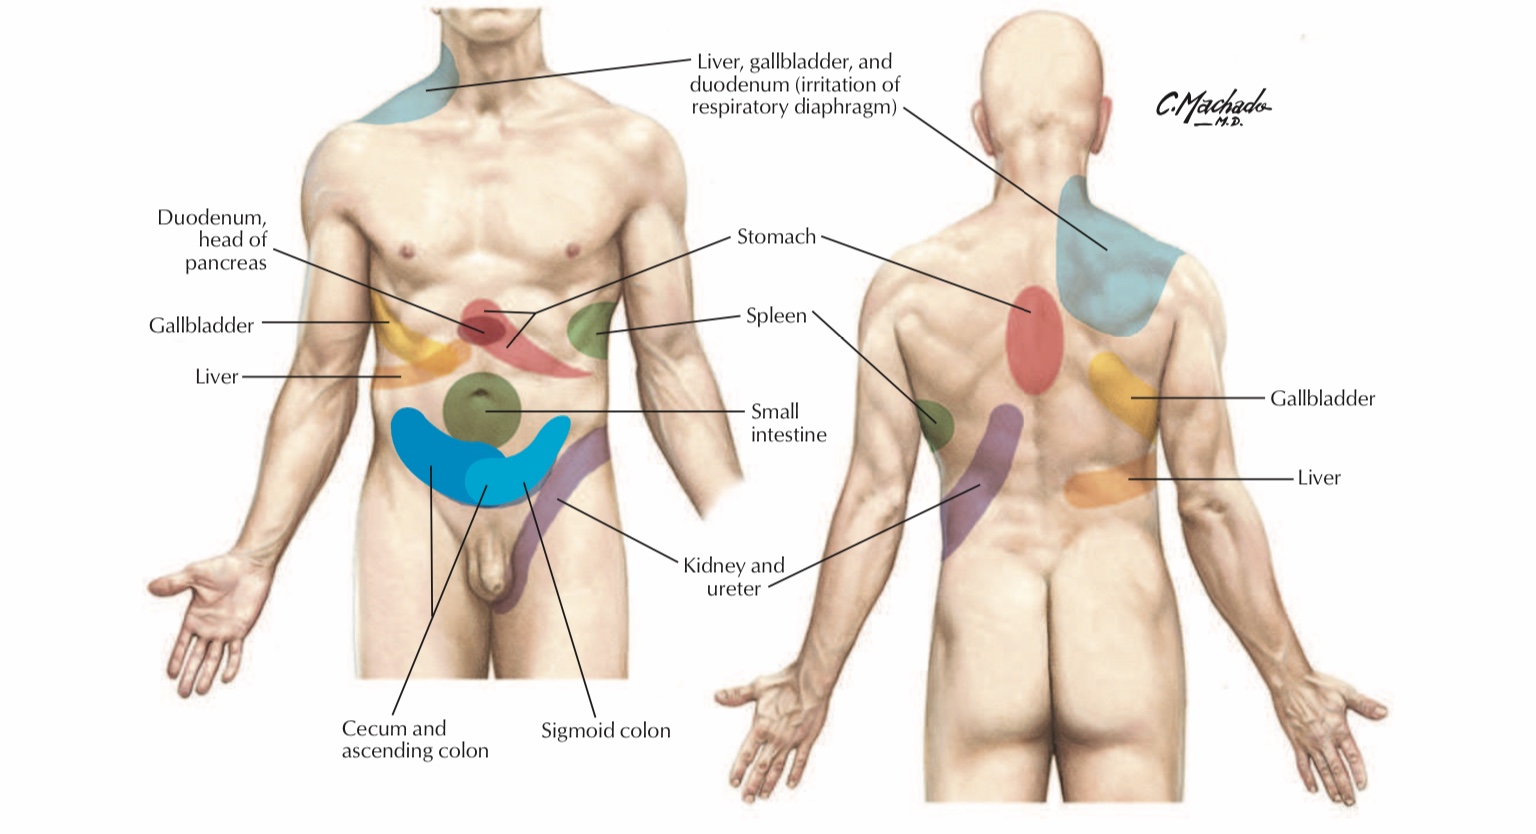 Liver, gallbladder, and
duodenum (irritation of
respiratory diaphragm)
C. Machado
M.D.
Duodenum,
head of
pancreas
Stomach
Gallbladder
Spleen
Liver
Gallbladder
Small
intestine
Liver
Kidney and
ureter
Cecum and
ascending colon
Sigmoid colon